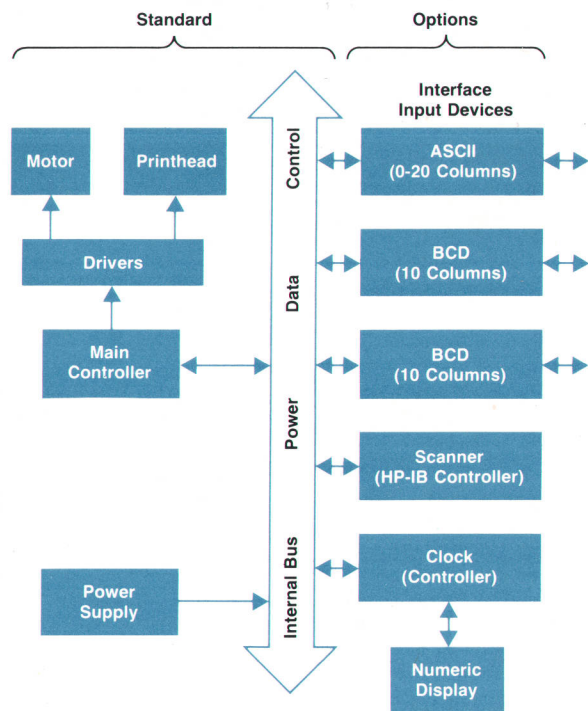 Standard
Options
Interface
Input Devices
Motor
Printhead
Drivers
Main
Controller
Power
Supply
Control
Data
Power
Internal Bus
ASCII
(0-20 Columns)
BCD
(10 Columns)
BCD
(10 Columns)
Scanner
(HP-IB Controller)
Clock
(Controller)
Numeric
Display